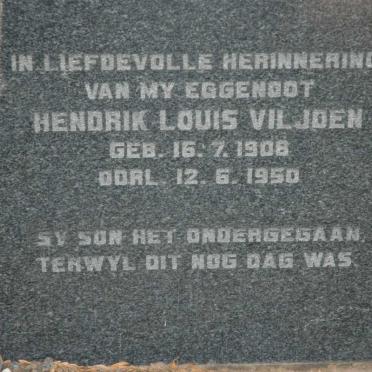 IN LIEFDEVOLLE HERINNERING
VAN MY EGGENOOT
HENDRIK LOUIS VILJOEN
GEB. 16. 7. 1908
OORL. 12. 6. 1950
SY SON HET ONDERGEGAAN,
TERWYL DIT NOG DAG WAS